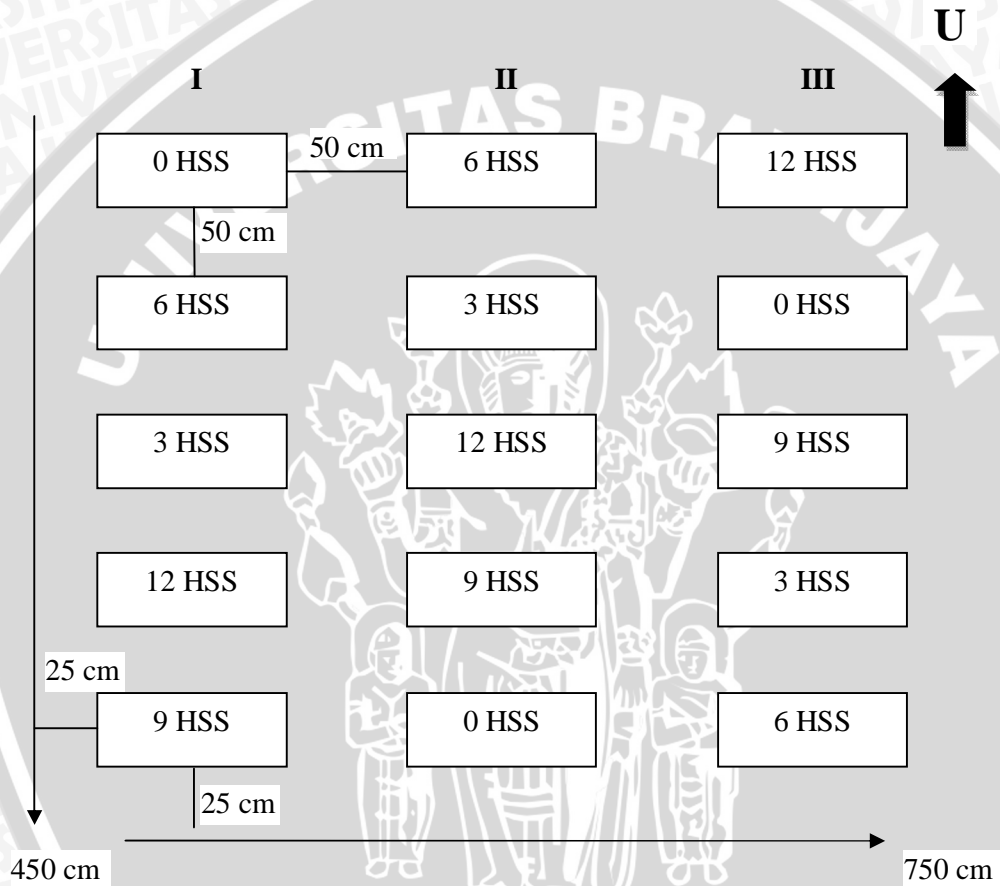 U
I II III
0 HSS 50 cm 6 HSS 12 HSS
50 cm
6 HSS 3 HSS 0 HSS
3 HSS 12 HSS 9 HSS
12 HSS 9 HSS 3 HSS
25 cm
9 HSS 0 HSS 6 HSS
25 cm
450 cm 750 cm
UNIVERSITAS BRAWIJAYA